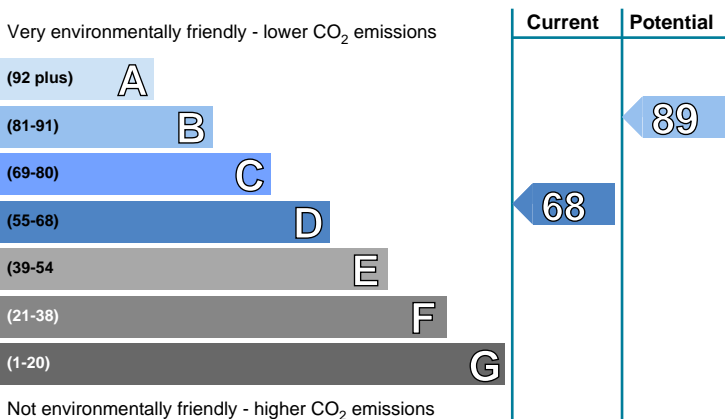 Current Potential
Very environmentally friendly - lower CO2 emissions
(92 plus) A
(81-91) B
89
(69-80) C
(55-68) D
68
(39-54 E
(21-38) F
(1-20) G
Not environmentally friendly - higher CO2 emissions